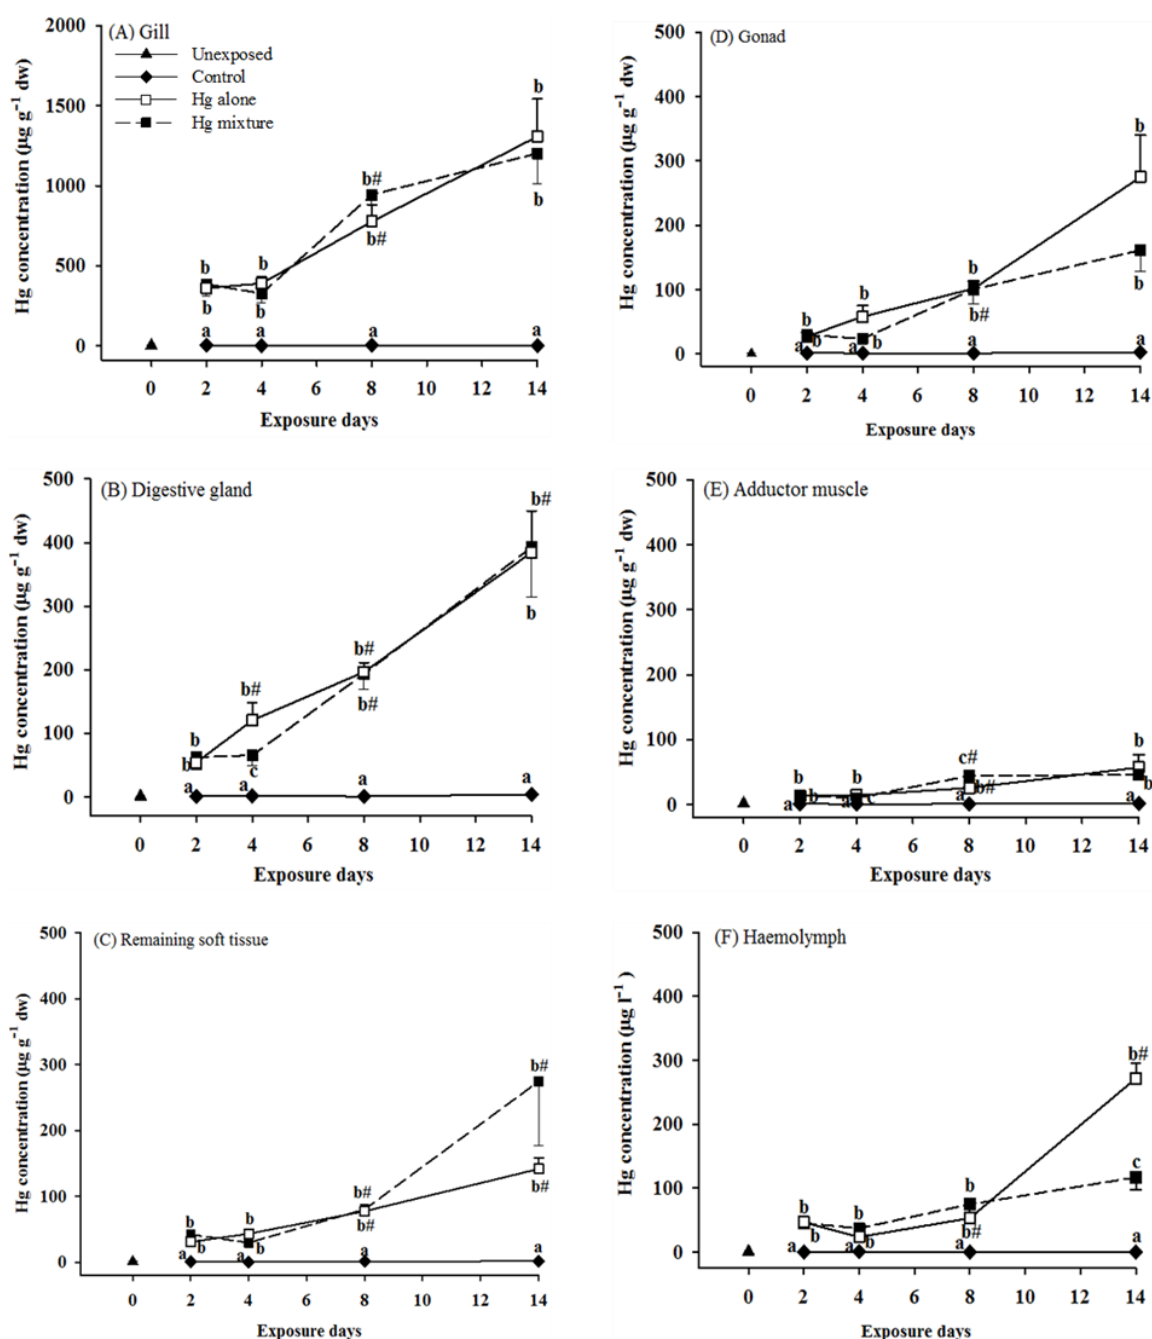 (A) Gill
Unexposed
Control
Hg alone
Hg mixture
Hg concentration (µg g⁻¹ dw)
2000
1500
1000
500
0
b
b
b#
b#
b
b
b
b
a
a
a
a
0 2 4 6 8 10 12 14
Exposure days
(D) Gonad
Hg concentration (µg g⁻¹ dw)
500
400
300
200
100
0
b
b
b
b#
b
a b
a b
a
a
0 2 4 6 8 10 12 14
Exposure days
(B) Digestive gland
Hg concentration (µg g⁻¹ dw)
500
400
300
200
100
0
b#
b
b#
b#
b#
b
b
c
a
a
a
a
0 2 4 6 8 10 12 14
Exposure days
(E) Adductor muscle
Hg concentration (µg g⁻¹ dw)
500
400
300
200
100
0
b
b
c#
b
a b
a c
a b#
a b
0 2 4 6 8 10 12 14
Exposure days
(C) Remaining soft tissue
Hg concentration (µg g⁻¹ dw)
500
400
300
200
100
0
b#
b#
b#
b#
b
b
a b
a b
a
a
0 2 4 6 8 10 12 14
Exposure days
(F) Haemolymph
Hg concentration (µg l⁻¹ )
500
400
300
200
100
0
b#
c
b
b
b
b#
a b
a b
a
a
0 2 4 6 8 10 12 14
Exposure days